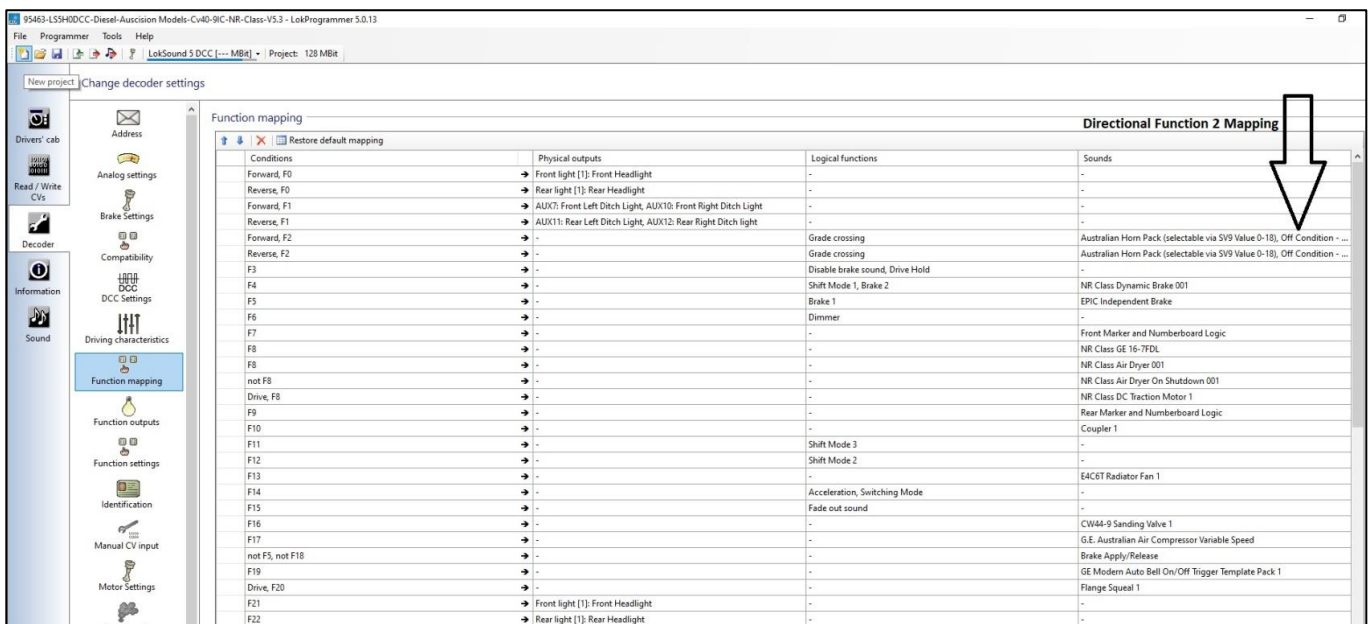 95463-LS5H0DCC-Diesel-Auscision Models-Cv40-9IC-NR-Class-V5.3 - LokProgrammer 5.0.13
File Programmer Tools Help
LokSound 5 DCC [--- MBit] Project: 128 MBit
New project
Change decoder settings
Drivers' cab
Read / Write CVs
Decoder
Information
Sound
Address
Analog settings
Brake Settings
Compatibility
DCC
DCC Settings
Driving characteristics
Function mapping
Function outputs
Function settings
Identification
Manual CV input
Motor Settings
Function mapping
Directional Function 2 Mapping
Restore default mapping
Conditions Physical outputs Logical functions Sounds
Forward, F0 Front light [1]: Front Headlight - -
Reverse, F0 Rear light [1]: Rear Headlight - -
Forward, F1 AUX7: Front Left Ditch Light, AUX10: Front Right Ditch Light - -
Reverse, F1 AUX11: Rear Left Ditch Light, AUX12: Rear Right Ditch light - -
Forward, F2 - Grade crossing Australian Horn Pack (selectable via SV9 Value 0-18), Off Condition - ...
Reverse, F2 - Grade crossing Australian Horn Pack (selectable via SV9 Value 0-18), Off Condition - ...
F3 - Disable brake sound, Drive Hold -
F4 - Shift Mode 1, Brake 2 NR Class Dynamic Brake 001
F5 - Brake 1 EPIC Independent Brake
F6 - Dimmer -
F7 - - Front Marker and Numberboard Logic
F8 - - NR Class GE 16-7FDL
F8 - - NR Class Air Dryer 001
not F8 - - NR Class Air Dryer On Shutdown 001
Drive, F8 - - NR Class DC Traction Motor 1
F9 - - Rear Marker and Numberboard Logic
F10 - - Coupler 1
F11 - Shift Mode 3 -
F12 - Shift Mode 2 -
F13 - - E4C6T Radiator Fan 1
F14 - Acceleration, Switching Mode -
F15 - Fade out sound -
F16 - - CW44-9 Sanding Valve 1
F17 - - G.E. Australian Air Compressor Variable Speed
not F5, not F18 - - Brake Apply/Release
F19 - - GE Modern Auto Bell On/Off Trigger Template Pack 1
Drive, F20 - - Flange Squeal 1
F21 Front light [1]: Front Headlight - -
F22 Rear light [1]: Rear Headlight - -